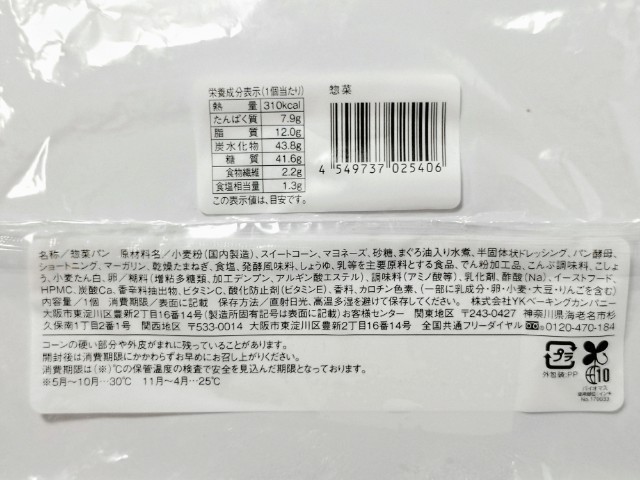 栄養成分表示(1個当たり)
熱量 310kcal
たんぱく質 7.9g
脂質 12.0g
炭水化物 43.8g
糖質 41.6g
食物繊維 2.2g
食塩相当量 1.3g
この表示値は、目安です。
惣菜
4 549737 025406
名称/惣菜パン 原材料名/小麦粉(国内製造)、スイートコーン、マヨネーズ、砂糖、まぐろ油入り水煮、半固体状ドレッシング、パン酵母、
ショートニング、マーガリン、乾燥たまねぎ、食塩、発酵風味料、しょうゆ、乳等を主要原料とする食品、でん粉加工品、こんぶ調味料、こしょ
う、小麦たん白、卵/糊料(増粘多糖類、加工デンプン、アルギン酸エステル)、調味料(アミノ酸等)、乳化剤、酢酸(Na)、イーストフード、
HPMC、炭酸Ca、香辛料抽出物、ビタミンC、酸化防止剤(ビタミンE)、香料、カロチン色素、(一部に乳成分・卵・小麦・大豆・りんごを含む)
内容量/1個 消費期限/表面に記載 保存方法/直射日光、高温多湿を避けて保存してください。 株式会社YKベーキングカンパニー
大阪府大阪市東淀川区豊新2丁目16番14号(製造所固有記号は表面に記載)お客様センター 関東地区 〒243-0427 神奈川県海老名市杉
久保南1丁目1番1号 関西地区 〒533-0014 大阪市東淀川区豊新2丁目16番14号 全国共通フリーダイヤル 0120-470-184
コーンの硬い部分や外皮がまれに残っていることがあります。
開封後は消費期限にかかわらずお早めにお召し上がりください。
消費期限は(※)℃の保管温度の検査で安全を見込んだ期限となっております。
※5月~10月…30℃ 11月~4月…25℃
プラ
外包装:PP
10
バイオマス
No.170033